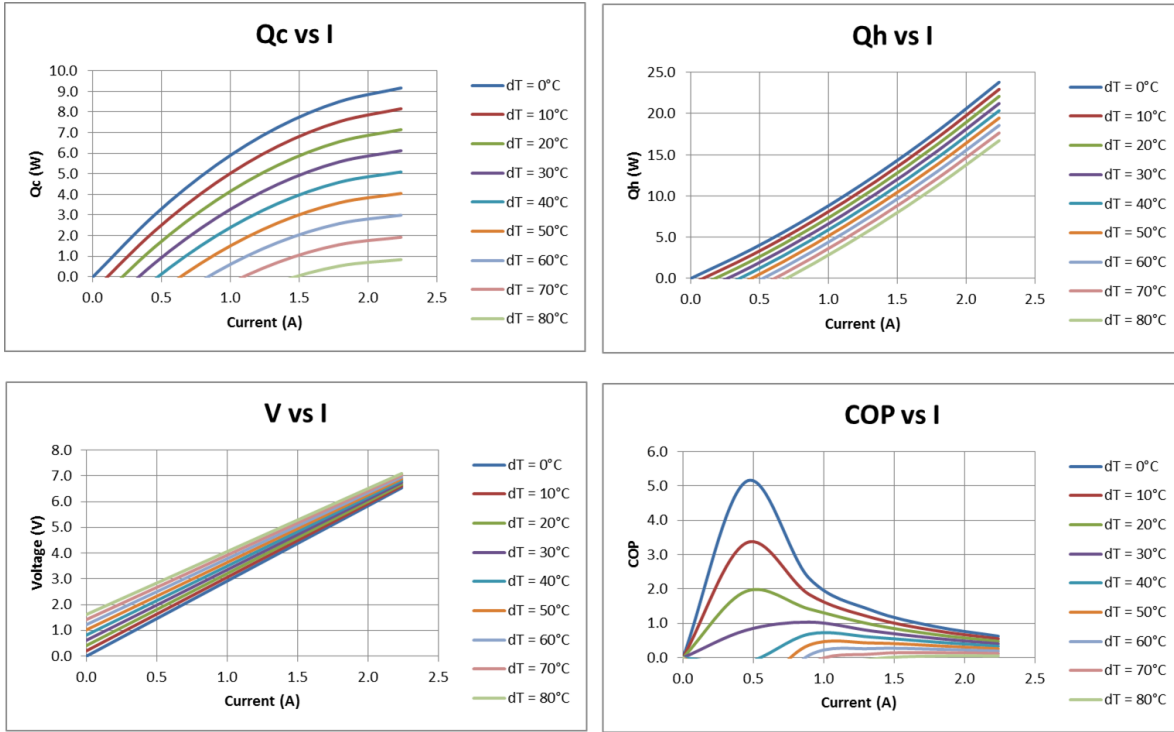 Qc vs I
10.0
9.0
8.0
7.0
6.0
5.0
4.0
3.0
2.0
1.0
0.0
Qc (W)
0.0 0.5 1.0 1.5 2.0 2.5
Current (A)
dT = 0°C
dT = 10°C
dT = 20°C
dT = 30°C
dT = 40°C
dT = 50°C
dT = 60°C
dT = 70°C
dT = 80°C
Qh vs I
25.0
20.0
15.0
10.0
5.0
0.0
Qh (W)
0.0 0.5 1.0 1.5 2.0 2.5
Current (A)
dT = 0°C
dT = 10°C
dT = 20°C
dT = 30°C
dT = 40°C
dT = 50°C
dT = 60°C
dT = 70°C
dT = 80°C
V vs I
8.0
7.0
6.0
5.0
4.0
3.0
2.0
1.0
0.0
Voltage (V)
0.0 0.5 1.0 1.5 2.0 2.5
Current (A)
dT = 0°C
dT = 10°C
dT = 20°C
dT = 30°C
dT = 40°C
dT = 50°C
dT = 60°C
dT = 70°C
dT = 80°C
COP vs I
6.0
5.0
4.0
3.0
2.0
1.0
0.0
COP
0.0 0.5 1.0 1.5 2.0 2.5
Current (A)
dT = 0°C
dT = 10°C
dT = 20°C
dT = 30°C
dT = 40°C
dT = 50°C
dT = 60°C
dT = 70°C
dT = 80°C